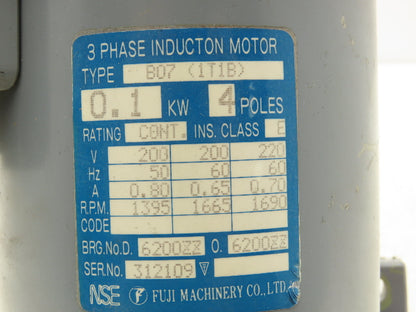 3 PHASE INDUCTON MOTOR
TYPE B07 (1T1B)
0.1 KW 4 POLES
RATING CONT. INS. CLASS E
V 200 200 220
Hz 50 60 60
A 0.80 0.65 0.70
R.P.M. 1395 1665 1690
CODE
BRG.No.D. 6200ZZ O. 6200ZZ
SER.No. 312109
NSE F FUJI MACHINERY CO., LTD.